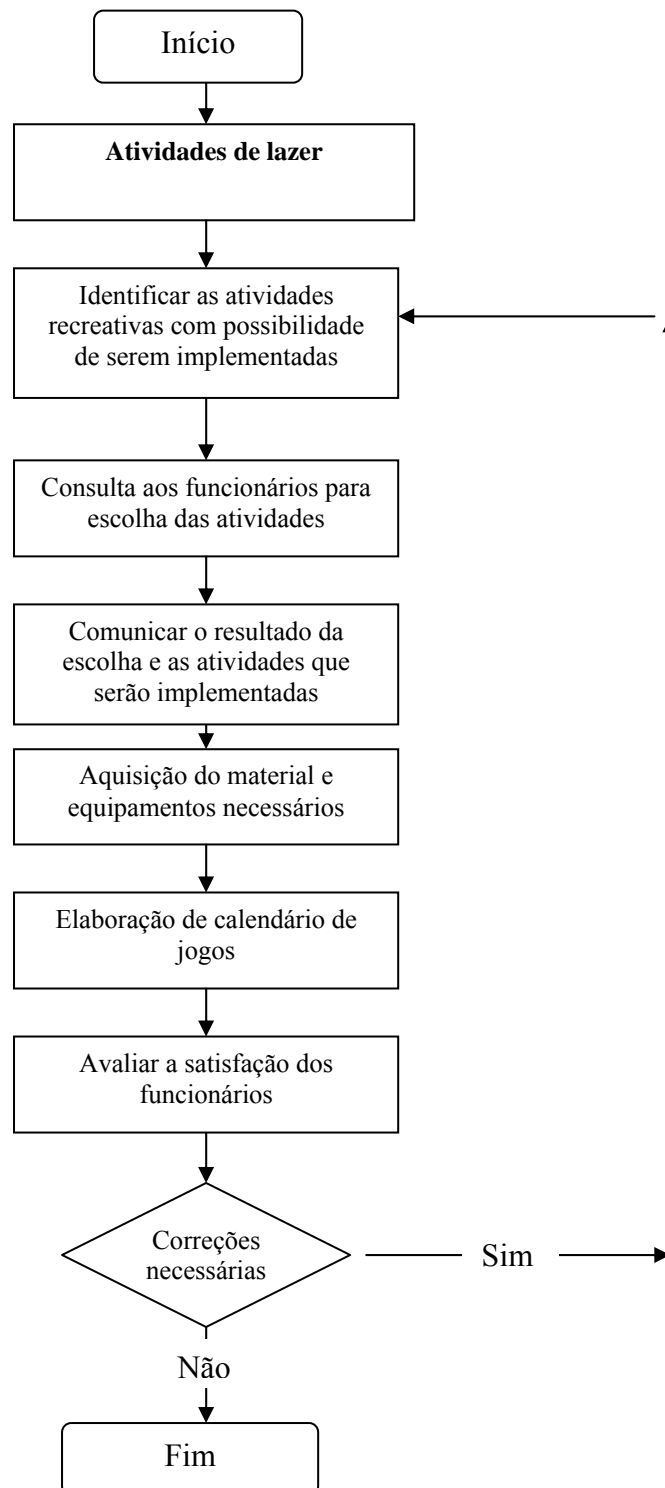 Início
Atividades de lazer
Identificar as atividades
recreativas com possibilidade
de serem implementadas
Consulta aos funcionários para
escolha das atividades
Comunicar o resultado da
escolha e as atividades que
serão implementadas
Aquisição do material e
equipamentos necessários
Elaboração de calendário de
jogos
Avaliar a satisfação dos
funcionários
Correções
necessárias
Sim
Não
Fim